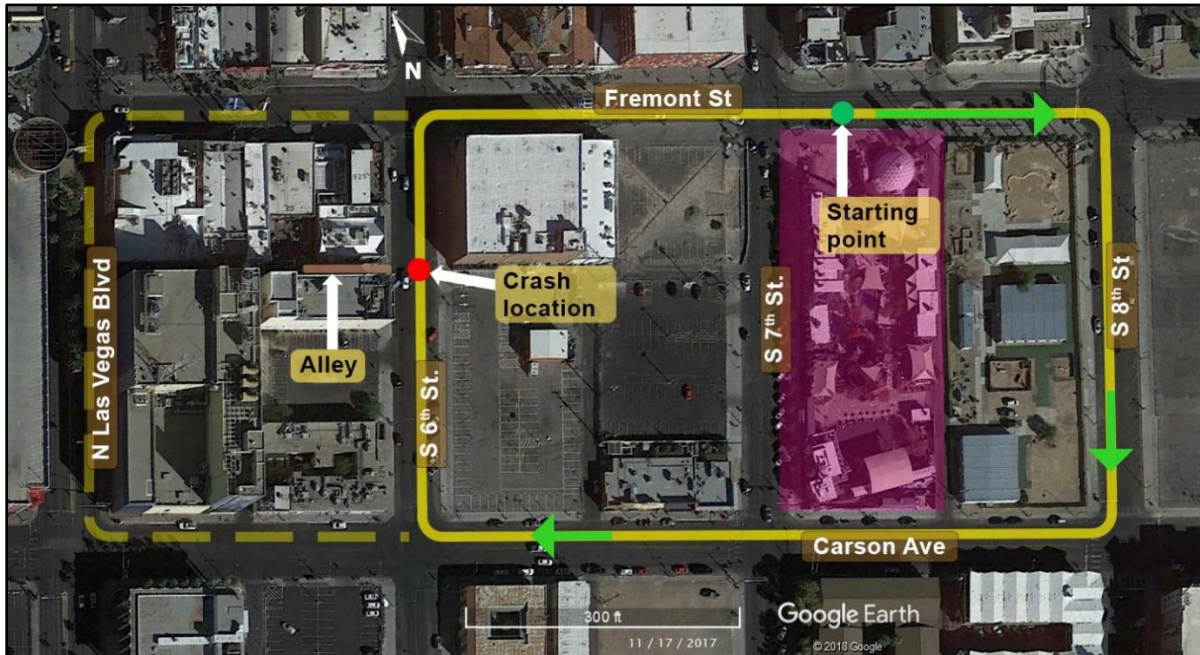 N
Fremont St
Starting
point
Crash
location
Alley
N Las Vegas Blvd
S 6th St.
S 7th St.
S 8th St
Carson Ave
300 ft
Google Earth
11 / 17 / 2017
© 2018 Google